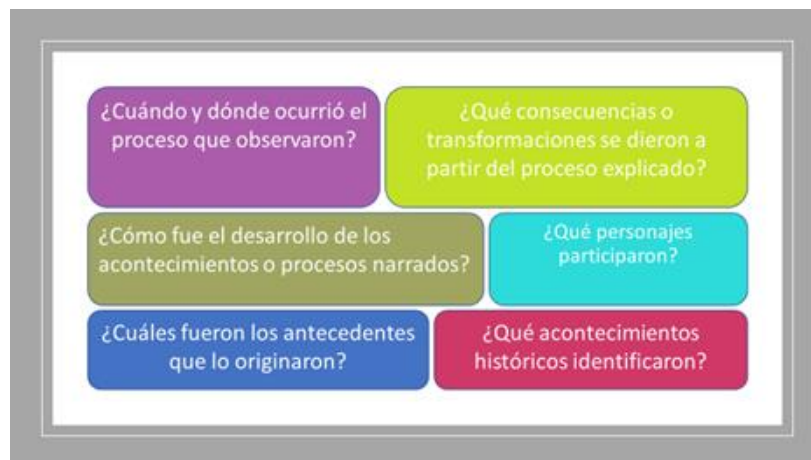 ¿Cuándo y dónde ocurrió el
proceso que observaron?
¿Qué consecuencias o
transformaciones se dieron a
partir del proceso explicado?
¿Cómo fue el desarrollo de los
acontecimientos o procesos narrados?
¿Qué personajes
participaron?
¿Cuáles fueron los antecedentes
que lo originaron?
¿Qué acontecimientos
históricos identificaron?